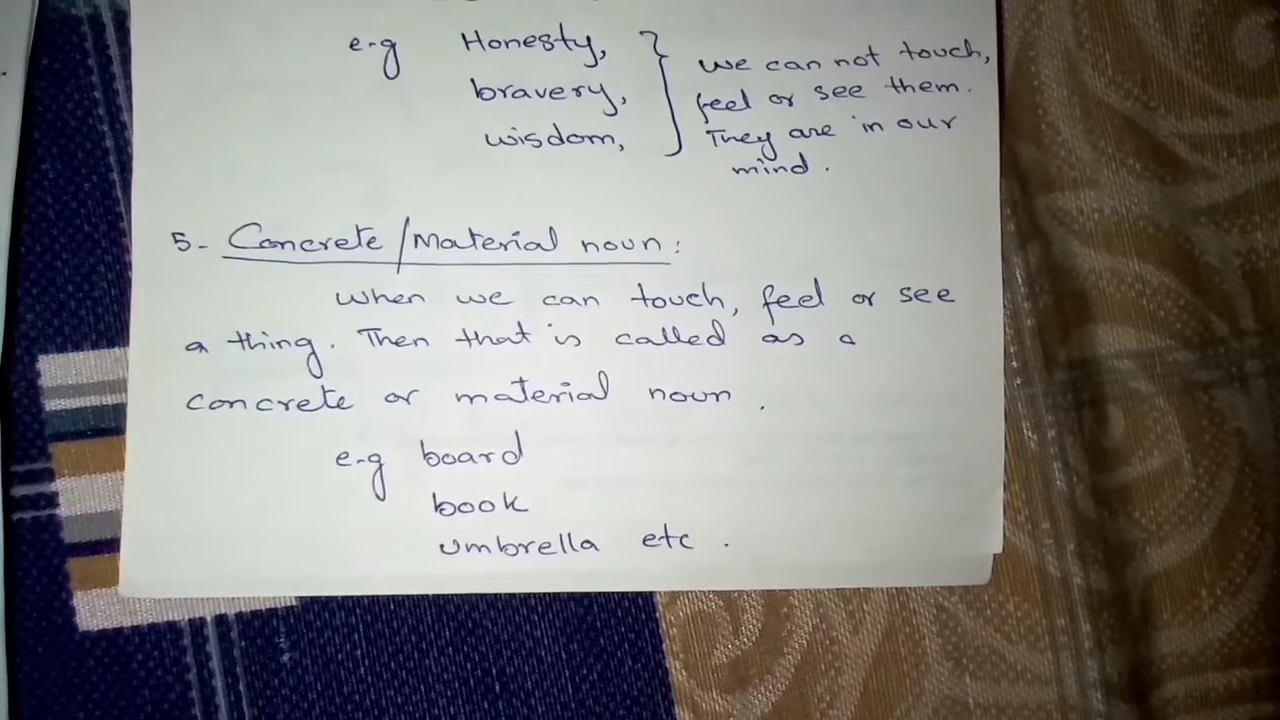 e-g Honesty,
bravery,
wisdom,
we can not touch,
feel or see them.
They are in our
mind.
5- Concrete/Material noun:
When we can touch, feel or see
a thing. Then that is called as a
concrete or material noun.
e-g board
book
umbrella etc.